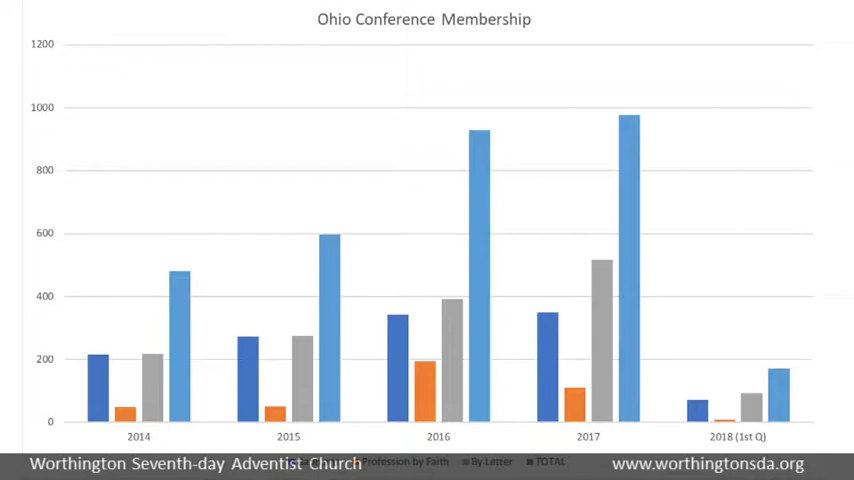 Ohio Conference Membership
1200
1000
800
600
400
200
0
2014 2015 2016 2017 2018 (1st Q)
Profession by Faith By Letter TOTAL
Worthington Seventh-day Adventist Church www.worthingtonsda.org